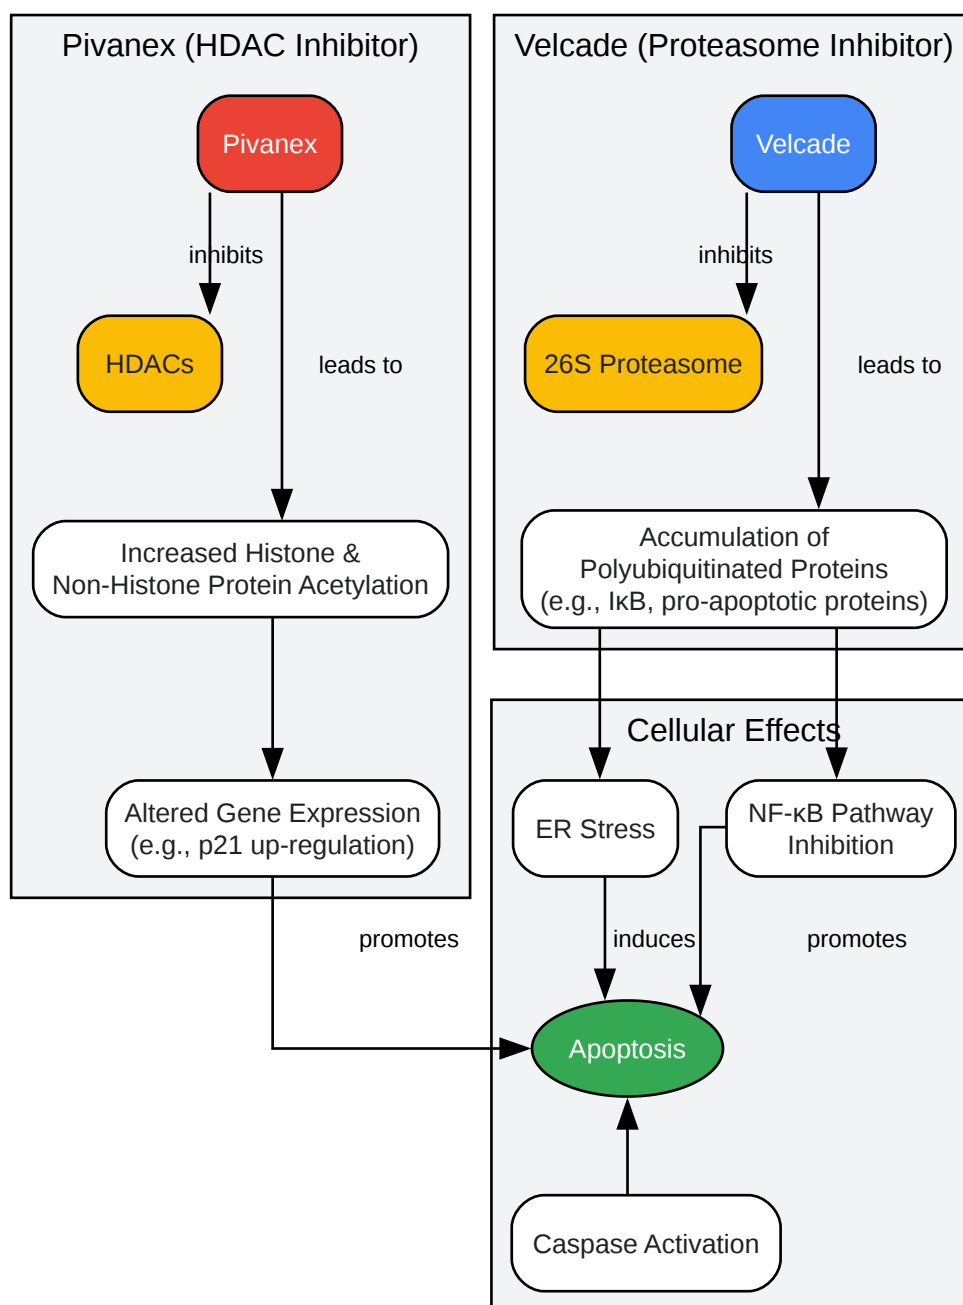 Pivanex (HDAC Inhibitor)
Pivanex
inhibits
HDACs
leads to
Increased Histone &
Non-Histone Protein Acetylation
Altered Gene Expression
(e.g., p21 up-regulation)
promotes
Velcade (Proteasome Inhibitor)
Velcade
inhibits
26S Proteasome
leads to
Accumulation of
Polyubiquitinated Proteins
(e.g., IκB, pro-apoptotic proteins)
Cellular Effects
ER Stress
NF-κB Pathway
Inhibition
induces
promotes
Apoptosis
Caspase Activation